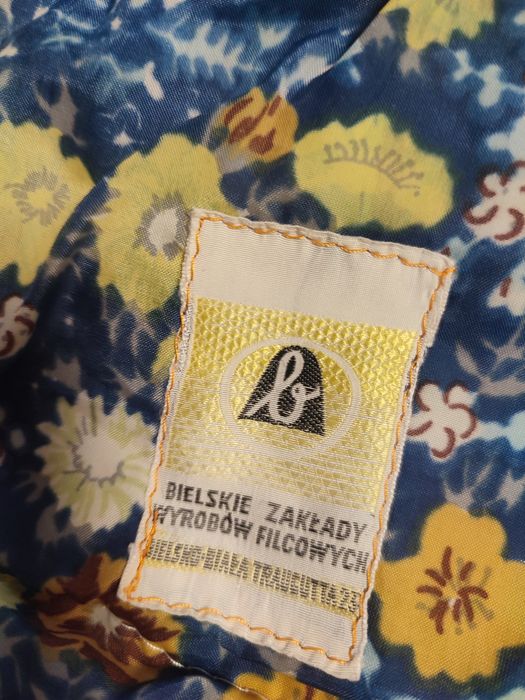 b
BIELSKIE ZAKŁADY
WYROBÓW FILCOWYCH
BIELSKO-BIAŁA TRAUGUTTA 23